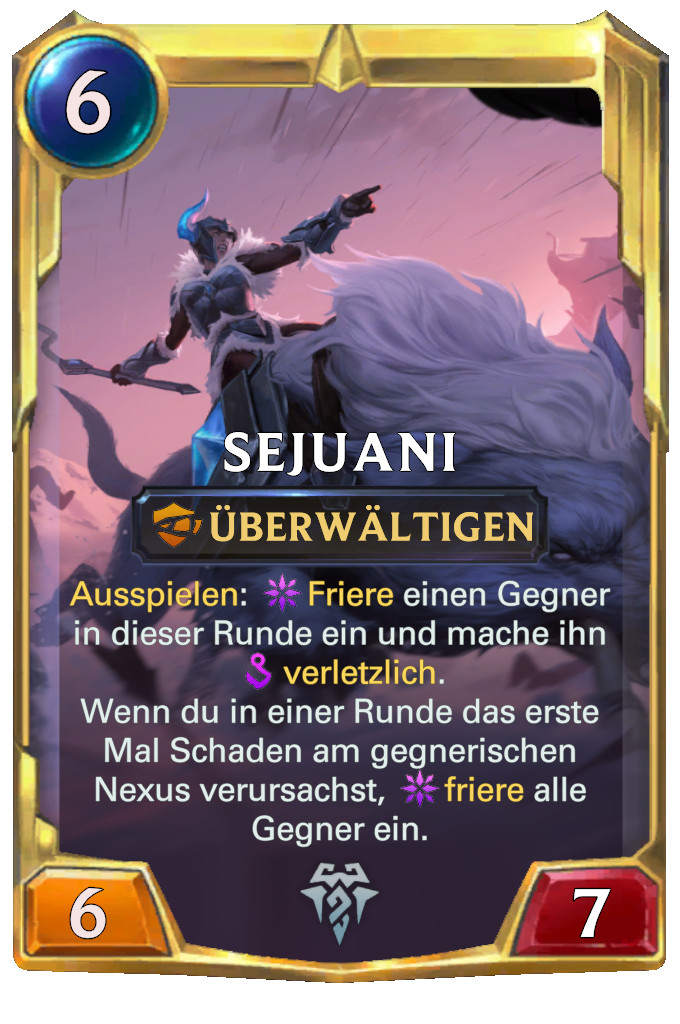 6
SEJUANI
ÜBERWÄLTIGEN
Ausspielen: Friere einen Gegner
in dieser Runde ein und mache ihn
verletzlich.
Wenn du in einer Runde das erste
Mal Schaden am gegnerischen
Nexus verursachst, friere alle
Gegner ein.
6
7